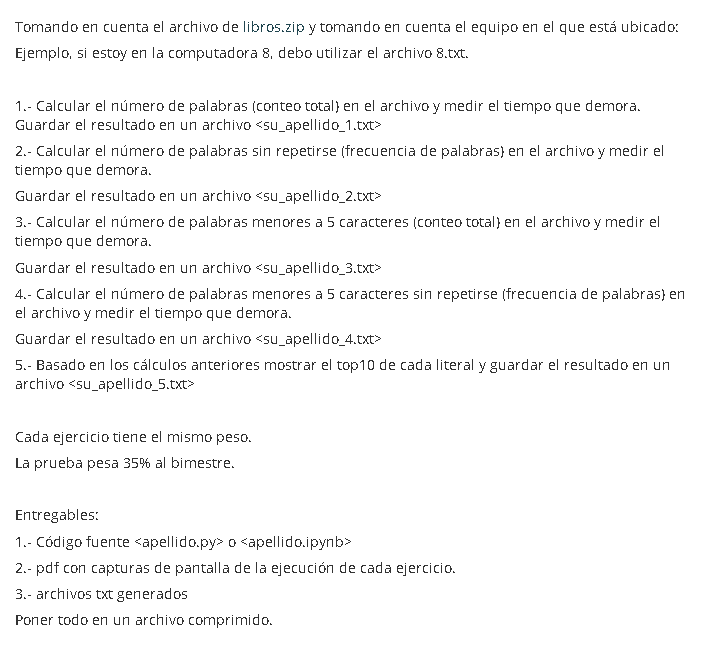 Tomando en cuenta el archivo de libros.zip y tomando en cuenta el equipo en el que está ubicado:
Ejemplo, si estoy en la computadora 8, debo utilizar el archivo 8.txt.
1.- Calcular el número de palabras (conteo total) en el archivo y medir el tiempo que demora.
Guardar el resultado en un archivo <su_apellido_1.txt>
2.- Calcular el número de palabras sin repetirse (frecuencia de palabras) en el archivo y medir el
tiempo que demora.
Guardar el resultado en un archivo <su_apellido_2.txt>
3.- Calcular el número de palabras menores a 5 caracteres (conteo total) en el archivo y medir el
tiempo que demora.
Guardar el resultado en un archivo <su_apellido_3.txt>
4.- Calcular el número de palabras menores a 5 caracteres sin repetirse (frecuencia de palabras) en
el archivo y medir el tiempo que demora.
Guardar el resultado en un archivo <su_apellido_4.txt>
5.- Basado en los cálculos anteriores mostrar el top10 de cada literal y guardar el resultado en un
archivo <su_apellido_5.txt>
Cada ejercicio tiene el mismo peso.
La prueba pesa 35% al bimestre.
Entregables:
1.- Código fuente <apellido.py> o <apellido.ipynb>
2.- pdf con capturas de pantalla de la ejecución de cada ejercicio.
3.- archivos txt generados
Poner todo en un archivo comprimido.